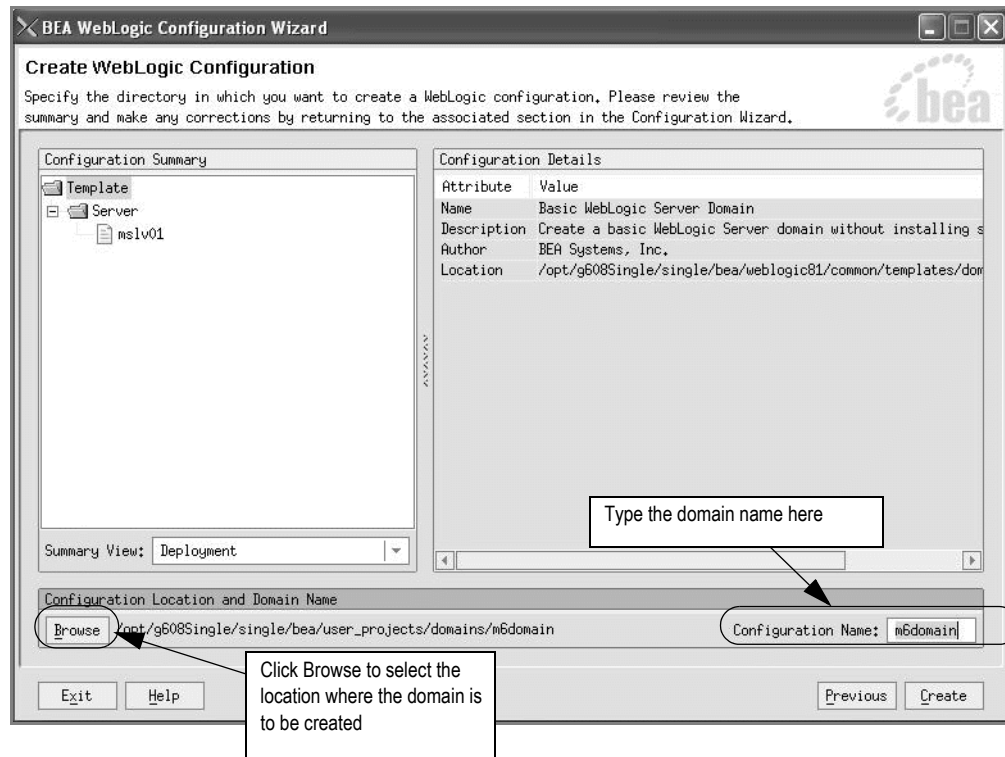 BEA WebLogic Configuration Wizard
Create WebLogic Configuration
Specify the directory in which you want to create a WebLogic configuration. Please review the
summary and make any corrections by returning to the associated section in the Configuration Wizard.
bea
Configuration Summary
Template
Server
mslv01
Summary View: Deployment
Configuration Details
Attribute Value
Name Basic WebLogic Server Domain
Description Create a basic WebLogic Server domain without installing s
Author BEA Systems, Inc.
Location /opt/g608Single/single/bea/weblogic81/common/templates/dom
Type the domain name here
Configuration Location and Domain Name
Browse /opt/g608Single/single/bea/user_projects/domains/m6domain
Configuration Name: m6domain
Click Browse to select the
location where the domain is
to be created
Exit Help Previous Create